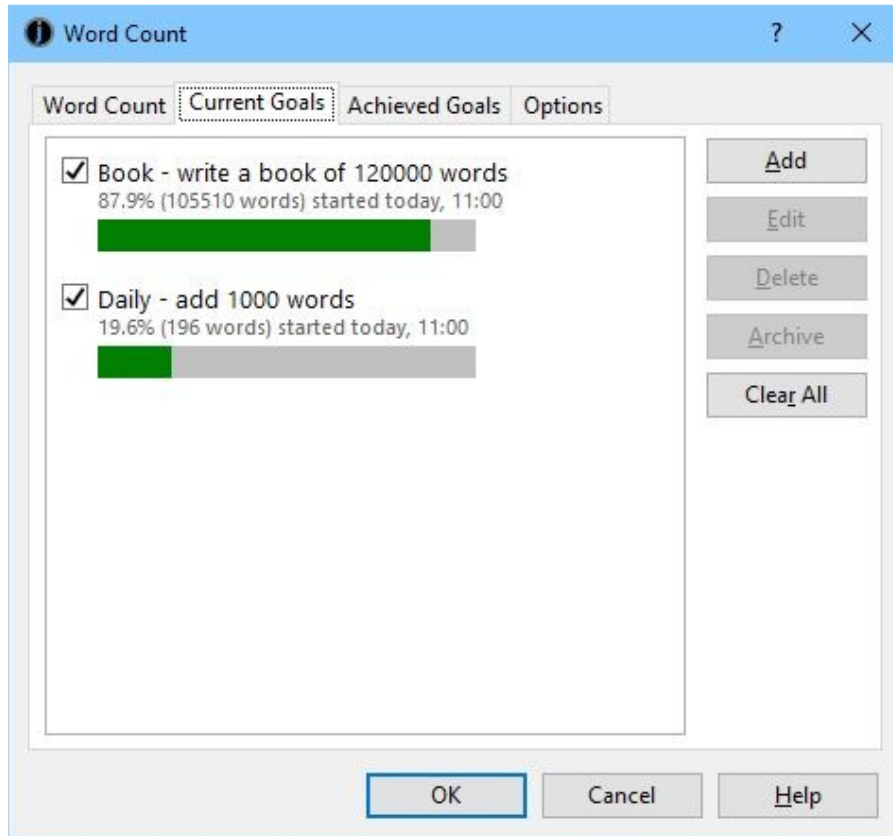 Word Count
?
Word Count Current Goals Achieved Goals Options
Book - write a book of 120000 words
87.9% (105510 words) started today, 11:00
Daily - add 1000 words
19.6% (196 words) started today, 11:00
Add
Edit
Delete
Archive
Clear All
OK Cancel Help